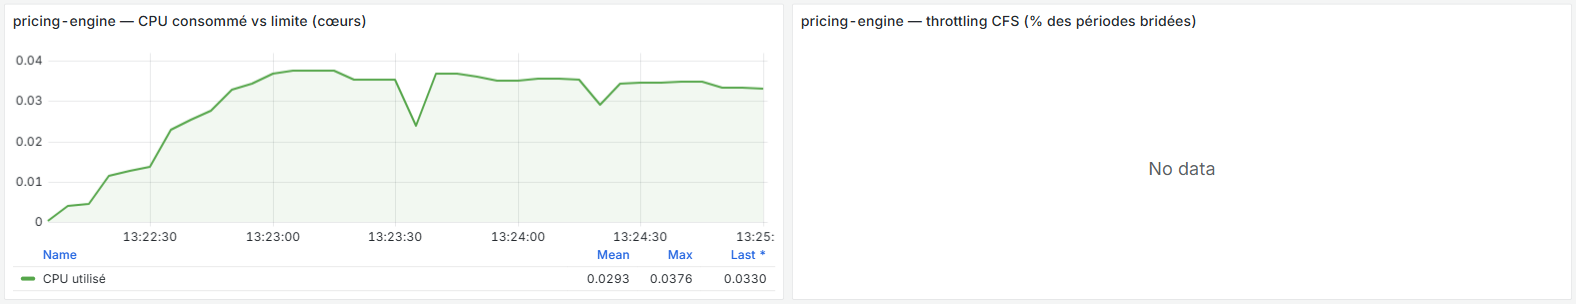 pricing-engine — CPU consommé vs limite (cœurs)
0.04
0.03
0.02
0.01
0
13:22:30 13:23:00 13:23:30 13:24:00 13:24:30 13:25:
Name Mean Max Last *
CPU utilisé 0.0293 0.0376 0.0330
pricing-engine — throttling CFS (% des périodes bridées)
No data